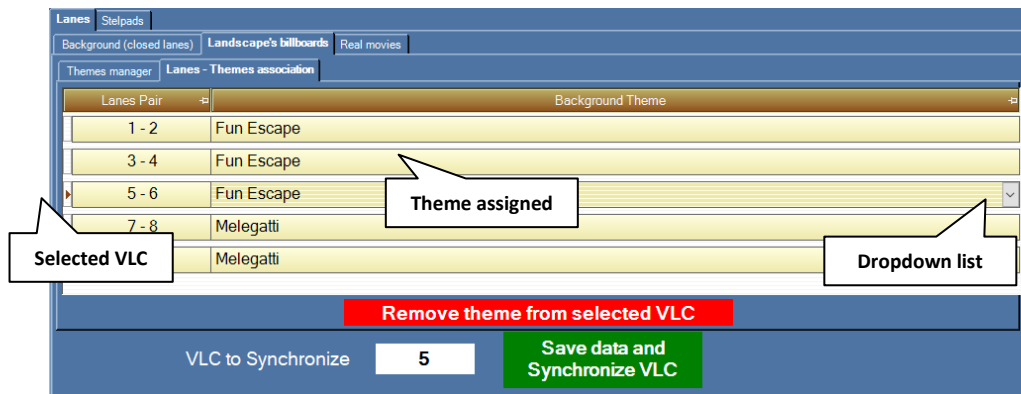 Lanes Stelpads
Background (closed lanes) Landscape's billboards Real movies
Themes manager Lanes - Themes association
Lanes Pair Background Theme
1 - 2 Fun Escape
3 - 4 Fun Escape
5 - 6 Fun Escape
Theme assigned
7 - 8 Melegatti
Selected VLC
Melegatti
Dropdown list
Remove theme from selected VLC
VLC to Synchronize 5 Save data and
Synchronize VLC